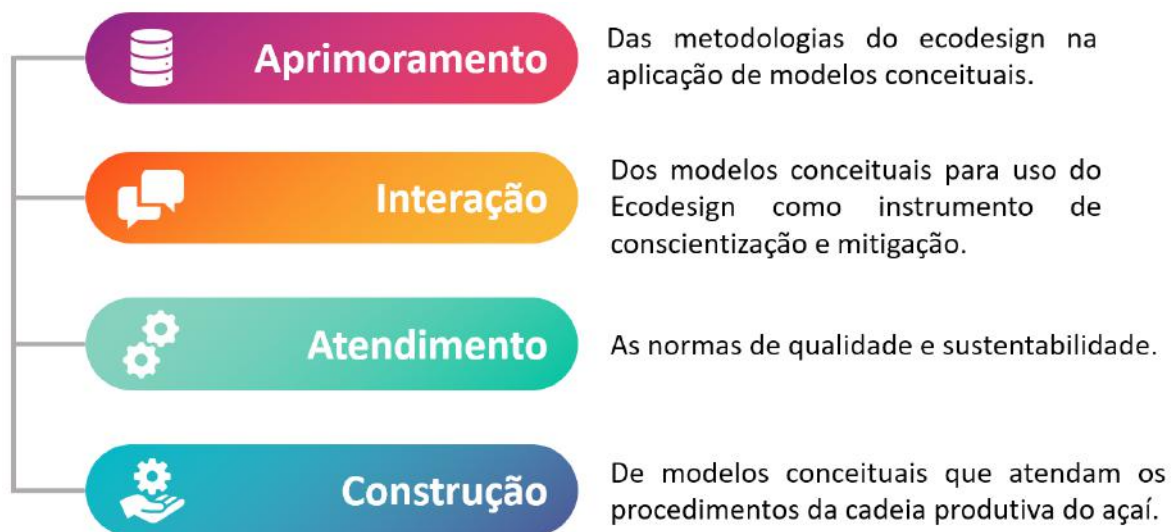 Aprimoramento
Das metodologias do ecodesign na
aplicação de modelos conceituais.
Interação
Dos modelos conceituais para uso do
Ecodesign como instrumento de
conscientização e mitigação.
Atendimento
As normas de qualidade e sustentabilidade.
Construção
De modelos conceituais que atendam os
procedimentos da cadeia produtiva do açaí.